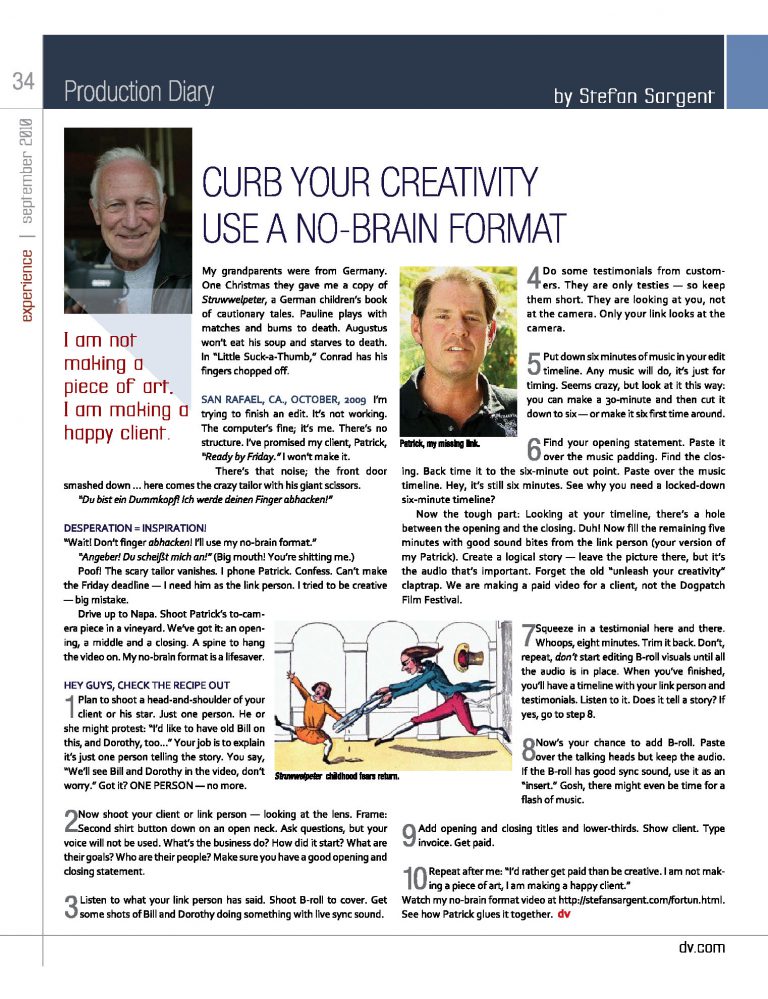 34
Production Diary
by Stefan Sargent
experience | september 2010
CURB YOUR CREATIVITY
USE A NO-BRAIN FORMAT
I am not
making a
piece of art.
I am making a
happy client.
My grandparents were from Germany.
One Christmas they gave me a copy of
Struwwelpeter, a German children's book
of cautionary tales. Pauline plays with
matches and burns to death. Augustus
won't eat his soup and starves to death.
In "Little Suck-a-Thumb," Conrad has his
fingers chopped off.
SAN RAFAEL, CA., OCTOBER, 2009 I'm
trying to finish an edit. It's not working.
The computer's fine; it's me. There's no
structure. I've promised my client, Patrick,
"Ready by Friday." I won't make it.
There's that noise; the front door
smashed down ... here comes the crazy tailor with his giant scissors.
"Du bist ein Dummkopf! Ich werde deinen Finger abhacken!"
DESPERATION = INSPIRATION!
"Wait! Don't finger abhacken! I'll use my no-brain format."
"Angeber! Du scheißt mich an!" (Big mouth! You're shitting me.)
Poof! The scary tailor vanishes. I phone Patrick. Confess. Can't make
the Friday deadline — I need him as the link person. I tried to be creative
— big mistake.
Drive up to Napa. Shoot Patrick's to-cam-
era piece in a vineyard. We've got it: an open-
ing, a middle and a closing. A spine to hang
the video on. My no-brain format is a lifesaver.
HEY GUYS, CHECK THE RECIPE OUT
1 Plan to shoot a head-and-shoulder of your
client or his star. Just one person. He or
she might protest: "I'd like to have old Bill on
this, and Dorothy, too..." Your job is to explain
it's just one person telling the story. You say,
"We'll see Bill and Dorothy in the video, don't
worry." Got it? ONE PERSON — no more.
2 Now shoot your client or link person — looking at the lens. Frame:
Second shirt button down on an open neck. Ask questions, but your
voice will not be used. What's the business do? How did it start? What are
their goals? Who are their people? Make sure you have a good opening and
closing statement.
3 Listen to what your link person has said. Shoot B-roll to cover. Get
some shots of Bill and Dorothy doing something with live sync sound.
Patrick, my missing link.
Struwwelpeter childhood fears return.
4 Do some testimonials from custom-
ers. They are only testies — so keep
them short. They are looking at you, not
at the camera. Only your link looks at the
camera.
5 Put down six minutes of music in your edit
timeline. Any music will do, it's just for
timing. Seems crazy, but look at it this way:
you can make a 30-minute and then cut it
down to six — or make it six first time around.
6 Find your opening statement. Paste it
over the music padding. Find the clos-
ing. Back time it to the six-minute out point. Paste over the music
timeline. Hey, it's still six minutes. See why you need a locked-down
six-minute timeline?
Now the tough part: Looking at your timeline, there's a hole
between the opening and the closing. Duh! Now fill the remaining five
minutes with good sound bites from the link person (your version of
my Patrick). Create a logical story — leave the picture there, but it's
the audio that's important. Forget the old "unleash your creativity"
claptrap. We are making a paid video for a client, not the Dogpatch
Film Festival.
7 Squeeze in a testimonial here and there.
Whoops, eight minutes. Trim it back. Don't,
repeat, don't start editing B-roll visuals until all
the audio is in place. When you've finished,
you'll have a timeline with your link person and
testimonials. Listen to it. Does it tell a story? If
yes, go to step 8.
8 Now's your chance to add B-roll. Paste
over the talking heads but keep the audio.
If the B-roll has good sync sound, use it as an
"insert." Gosh, there might even be time for a
flash of music.
9 Add opening and closing titles and lower-thirds. Show client. Type
invoice. Get paid.
10 Repeat after me: "I'd rather get paid than be creative. I am not mak-
ing a piece of art, I am making a happy client."
Watch my no-brain format video at http://stefansargent.com/fortun.html.
See how Patrick glues it together. dv
dv.com